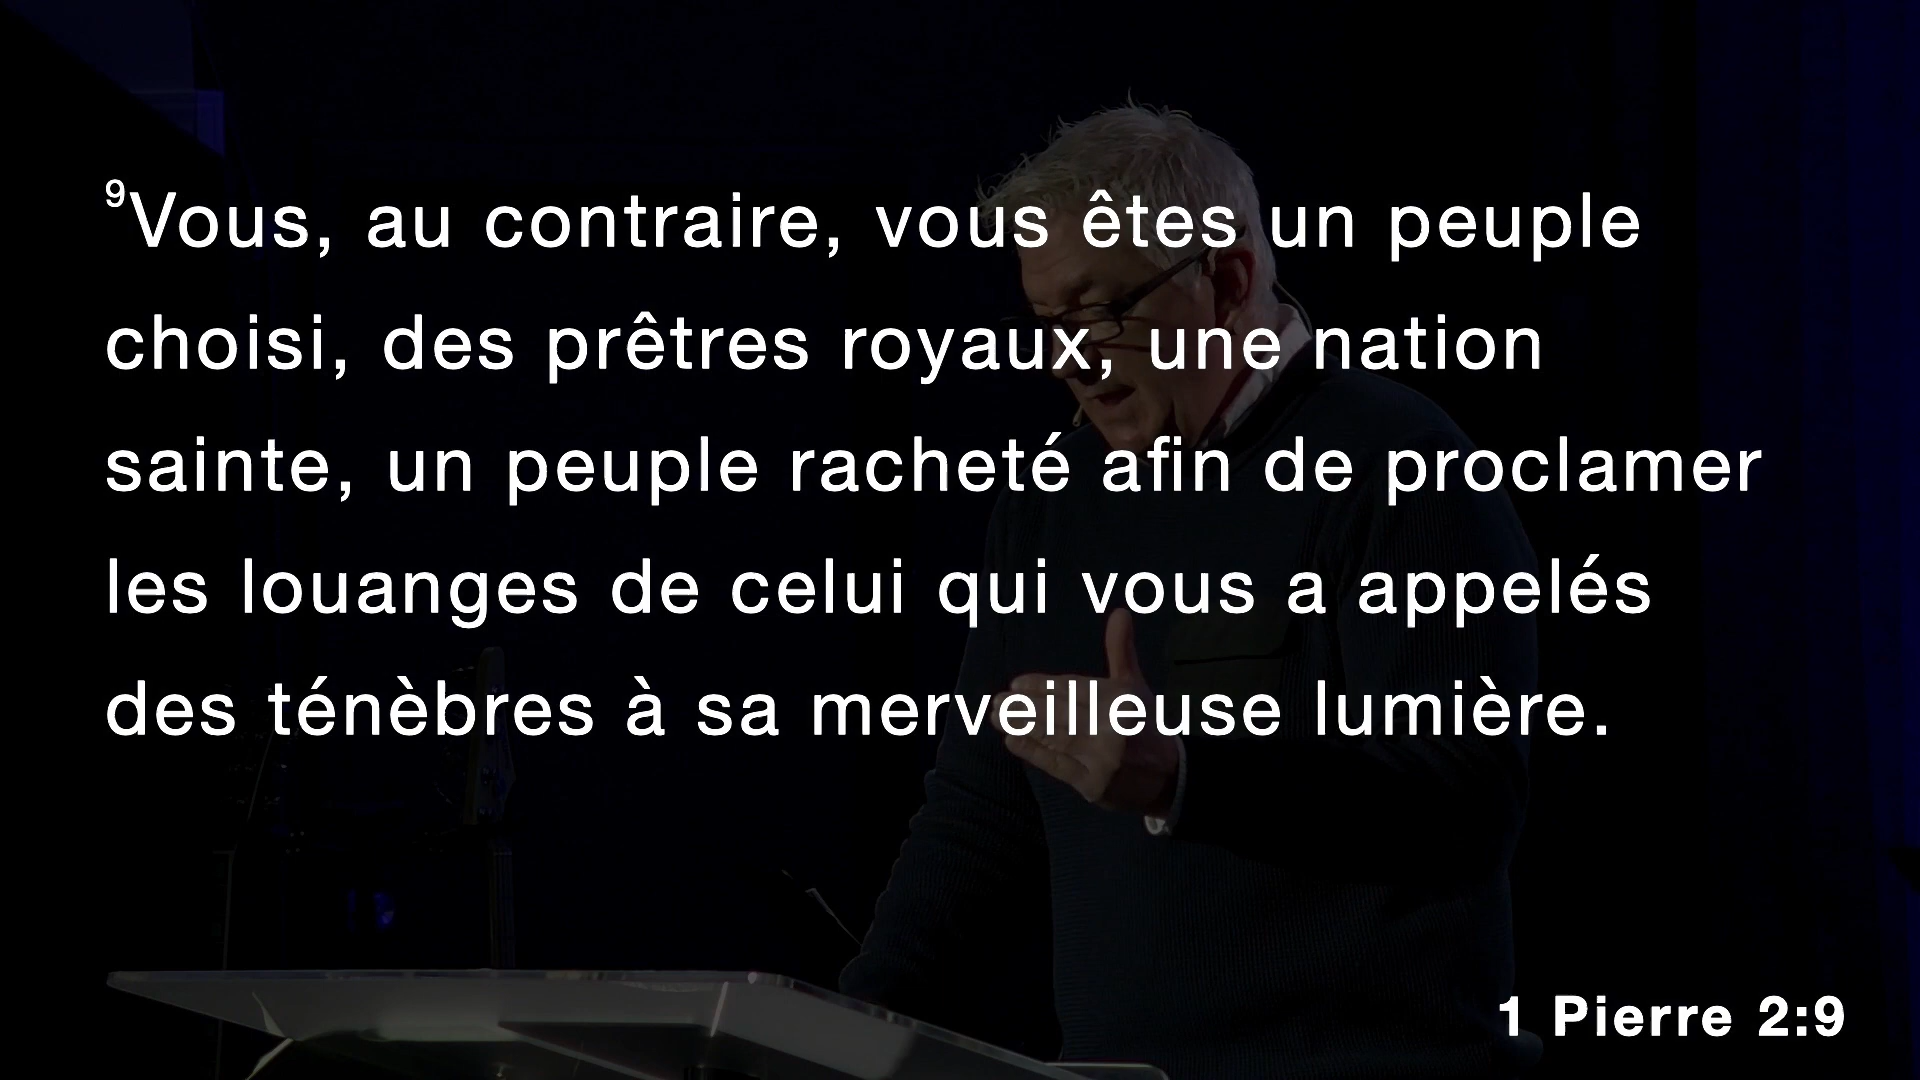 ⁹Vous, au contraire, vous êtes un peuple
choisi, des prêtres royaux, une nation
sainte, un peuple racheté afin de proclamer
les louanges de celui qui vous a appelés
des ténèbres à sa merveilleuse lumière.
1 Pierre 2:9